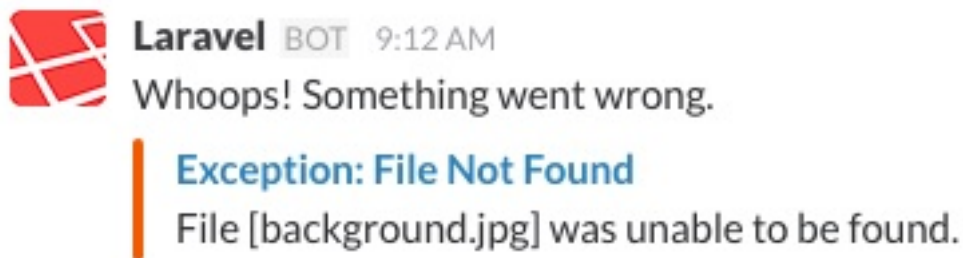 Laravel BOT 9:12 AM
Whoops! Something went wrong.
Exception: File Not Found
File [background.jpg] was unable to be found.